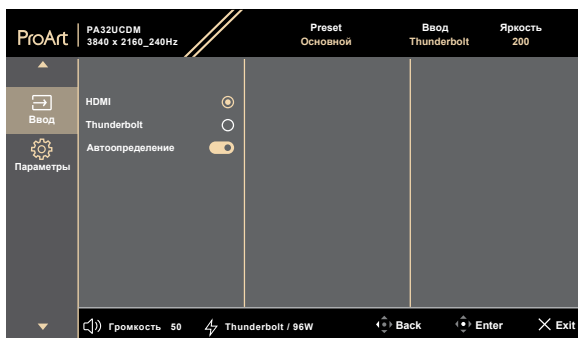 ProArt
PA32UCDM
3840 x 2160_240Hz
Preset
Основной
Ввод
Thunderbolt
Яркость
200
Ввод
Параметры
HDMI
Thunderbolt
Автоопределение
Громкость 50
Thunderbolt / 96W
Back
Enter
Exit